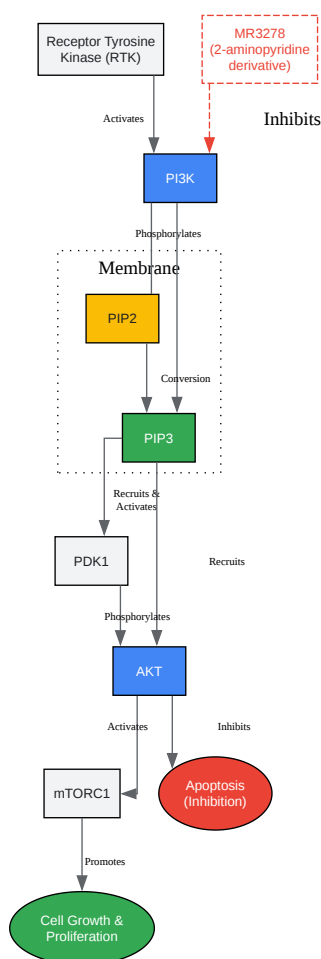 Receptor Tyrosine
Kinase (RTK)
MR3278
(2-aminopyridine
derivative)
Activates
Inhibits
PI3K
Phosphorylates
Membrane
PIP2
Conversion
PIP3
Recruits &
Activates
PDK1
Recruits
Phosphorylates
AKT
Activates
Inhibits
mTORC1
Apoptosis
(Inhibition)
Promotes
Cell Growth &
Proliferation